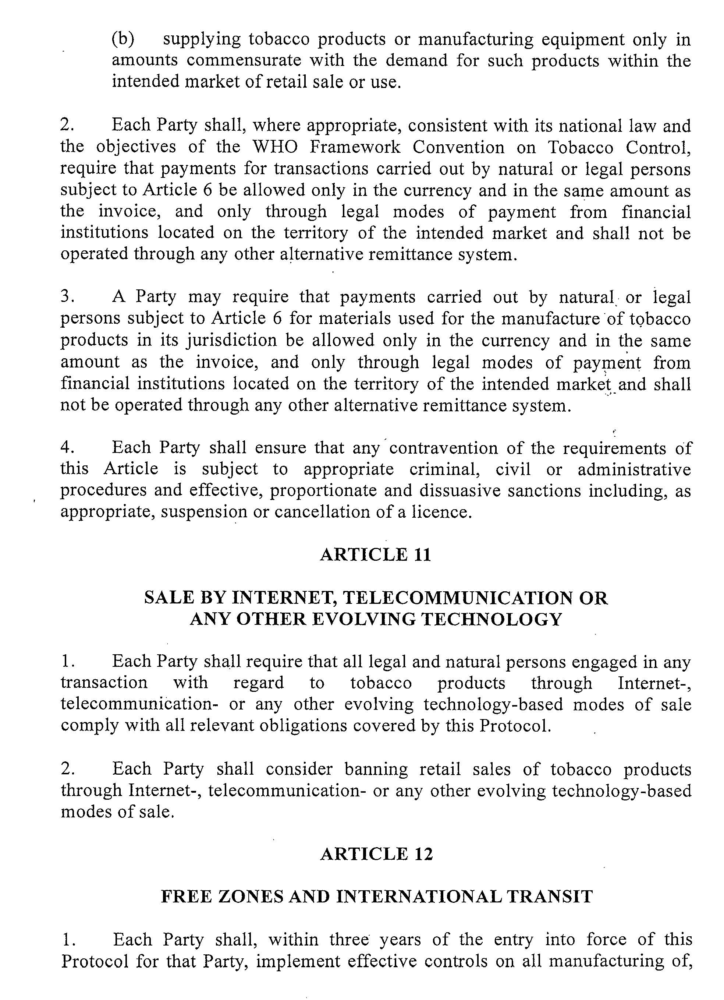 (b) supplying tobacco products or manufacturing equipment only in
amounts commensurate with the demand for such products within the
intended market of retail sale or use.
2. Each Party shall, where appropriate, consistent with its national law and
the objectives of the WHO Framework Convention on Tobacco Control,
require that payments for transactions carried out by natural or legal persons
subject to Article 6 be allowed only in the currency and in the same amount as
the invoice, and only through legal modes of payment from financial
institutions located on the territory of the intended market and shall not be
operated through any other alternative remittance system.
3. A Party may require that payments carried out by natural or legal
persons subject to Article 6 for materials used for the manufacture of tobacco
products in its jurisdiction be allowed only in the currency and in the same
amount as the invoice, and only through legal modes of payment from
financial institutions located on the territory of the intended market and shall
not be operated through any other alternative remittance system.
4. Each Party shall ensure that any contravention of the requirements of
this Article is subject to appropriate criminal, civil or administrative
procedures and effective, proportionate and dissuasive sanctions including, as
appropriate, suspension or cancellation of a licence.
ARTICLE 11
SALE BY INTERNET, TELECOMMUNICATION OR
ANY OTHER EVOLVING TECHNOLOGY
1. Each Party shall require that all legal and natural persons engaged in any
transaction with regard to tobacco products through Internet-,
telecommunication- or any other evolving technology-based modes of sale
comply with all relevant obligations covered by this Protocol.
2. Each Party shall consider banning retail sales of tobacco products
through Internet-, telecommunication- or any other evolving technology-based
modes of sale.
ARTICLE 12
FREE ZONES AND INTERNATIONAL TRANSIT
1. Each Party shall, within three years of the entry into force of this
Protocol for that Party, implement effective controls on all manufacturing of,